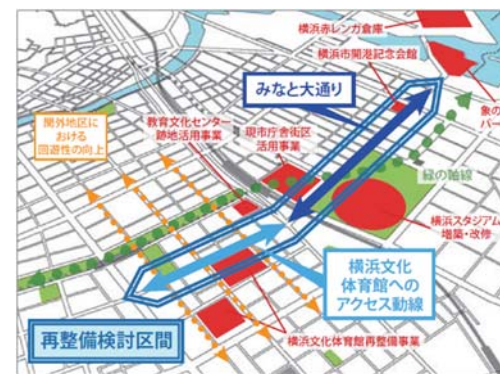 横浜赤レンガ倉庫
横浜市開港記念会館
みなと大通り
象の
パー
関外地区に
おける
回遊性の向上
教育文化センター
跡地活用事業
現市庁舎街区
活用事業
緑の軸線
横浜スタジアム
増築・改修
横浜文化
体育館への
アクセス動線
再整備検討区間
横浜文化体育館再整備事業